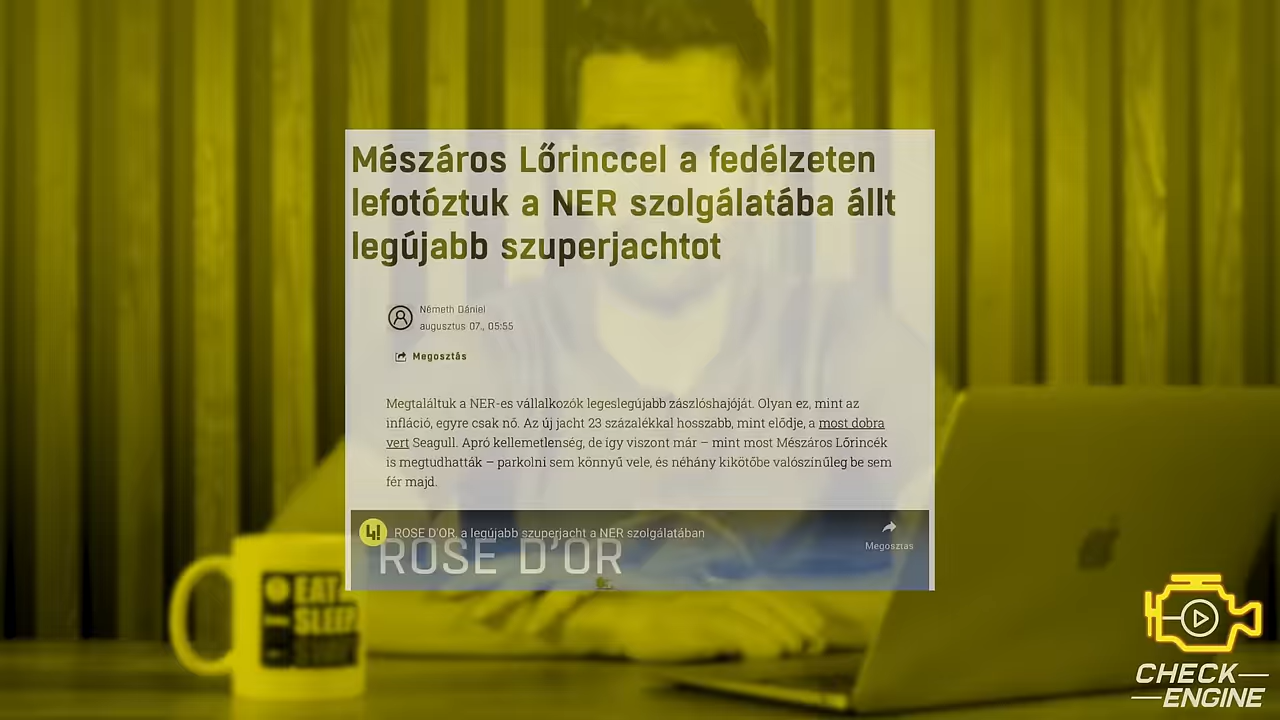 Mészáros Lőrinccel a fedélzeten
lefotóztuk a NER szolgálatába állt
legújabb szuperjachtot
Németh Dániel
augusztus 07., 05:55
Megosztás
Megtaláltuk a NER-es vállalkozók legeslegújabb zászlóshajóját. Olyan ez, mint az
infláció, egyre csak nő. Az új jacht 23 százalékkal hosszabb, mint elődje, a most dobra
vert Seagull. Apró kellemetlenség, de így viszont már – mint most Mészáros Lőrincék
is megtudhatták – parkolni sem könnyű vele, és néhány kikötőbe valószínűleg be sem
fér majd.
4!
ROSE D'OR, a legújabb szuperjacht a NER szolgálatában
Megosztás
ROSE D'OR
EAT
SLEEP
CHECK
ENGINE